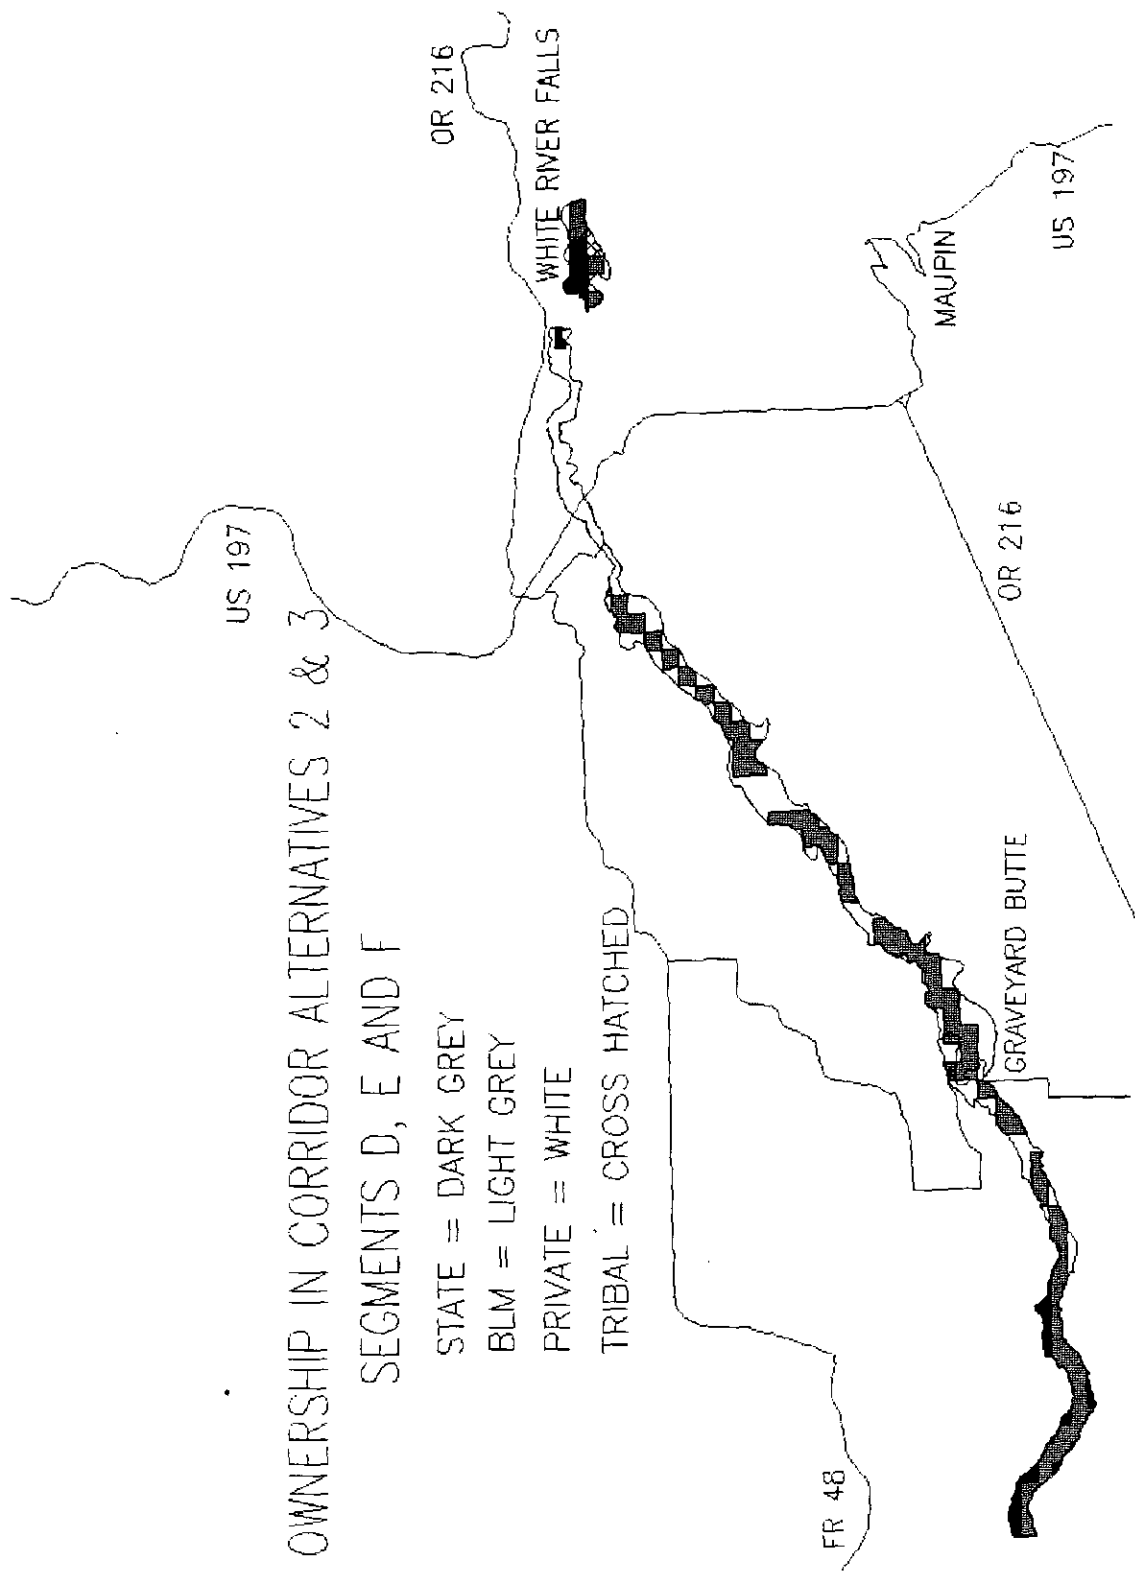 OWNERSHIP IN CORRIDOR ALTERNATIVES 2 & 3
SEGMENTS D, E AND F
STATE = DARK GREY
BLM = LIGHT GREY
PRIVATE = WHITE
TRIBAL = CROSS HATCHED
US 197
OR 216
WHITE RIVER FALLS
MAUPIN
US 197
OR 216
GRAVEYARD BUTTE
FR 48